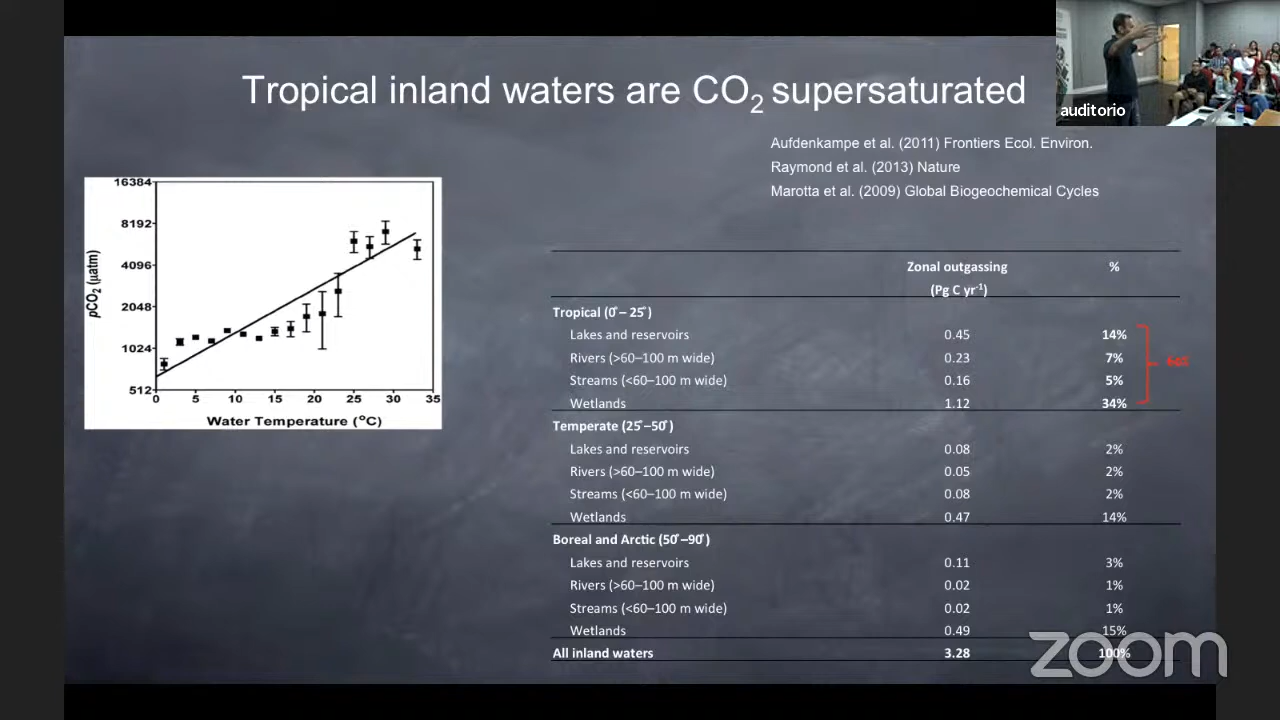 Tropical inland waters are CO2 supersaturated
auditorio
Aufdenkampe et al. (2011) Frontiers Ecol. Environ.
Raymond et al. (2013) Nature
Marotta et al. (2009) Global Biogeochemical Cycles
16384
8192
4096
2048
1024
512
pCO2 (µatm)
0 5 10 15 20 25 30 35
Water Temperature (°C)
Zonal outgassing %
(Pg C yr-1)
Tropical (0°– 25°)
Lakes and reservoirs 0.45 14%
Rivers (>60–100 m wide) 0.23 7%
Streams (<60–100 m wide) 0.16 5%
Wetlands 1.12 34%
Temperate (25°–50°)
Lakes and reservoirs 0.08 2%
Rivers (>60–100 m wide) 0.05 2%
Streams (<60–100 m wide) 0.08 2%
Wetlands 0.47 14%
Boreal and Arctic (50°–90°)
Lakes and reservoirs 0.11 3%
Rivers (>60–100 m wide) 0.02 1%
Streams (<60–100 m wide) 0.02 1%
Wetlands 0.49 15%
All inland waters 3.28 100%
zoom